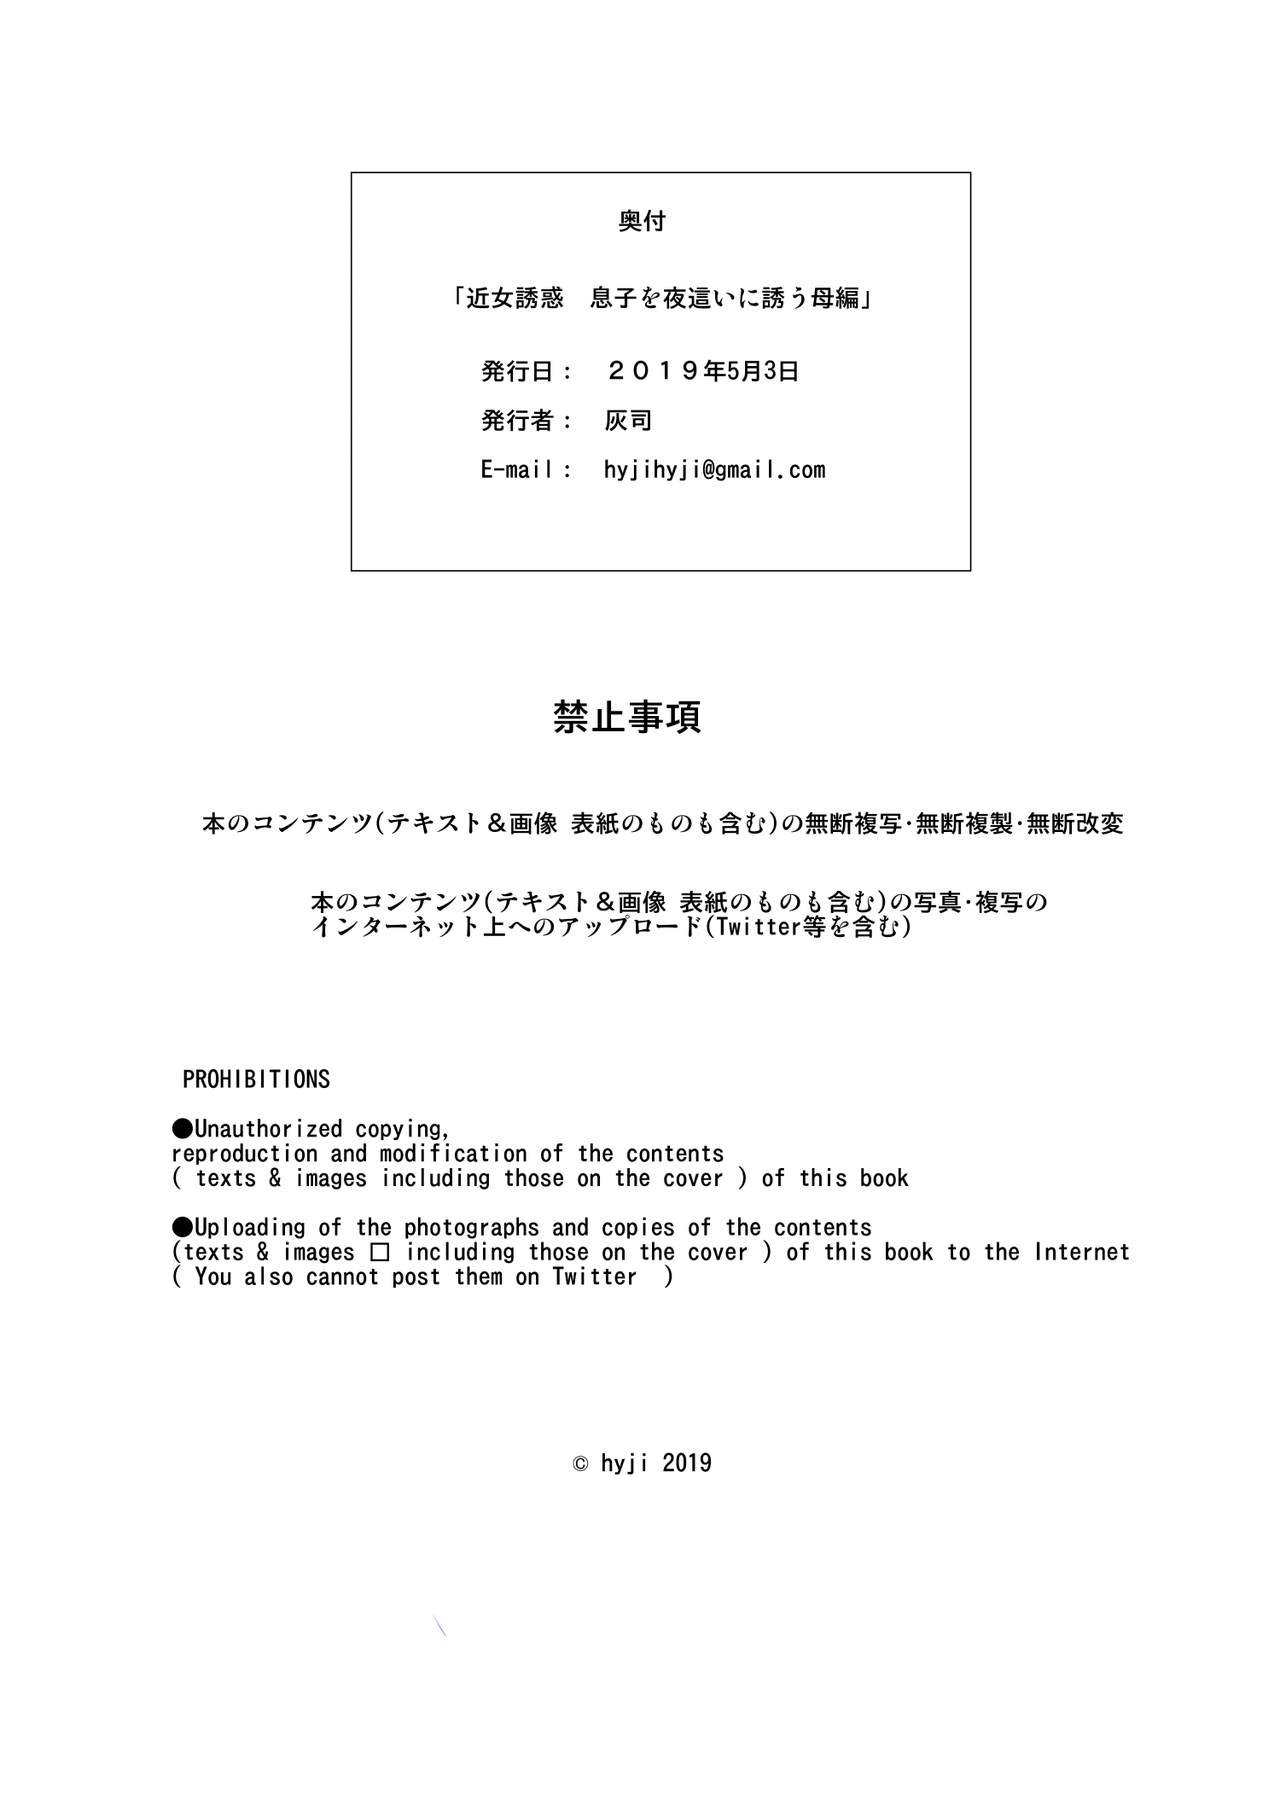 奥付
「近女誘惑　息子を夜這いに誘う母編」
発行日：　２０１９年5月3日
発行者：　灰司
E-mail：　hyjihyji@gmail.com
禁止事項
本のコンテンツ(テキスト＆画像 表紙のものも含む)の無断複写･無断複製･無断改変
本のコンテンツ(テキスト＆画像 表紙のものも含む)の写真･複写の
インターネット上へのアップロード(Twitter等を含む)
PROHIBITIONS
●Unauthorized copying,
reproduction and modification of the contents
( texts & images including those on the cover ) of this book
●Uploading of the photographs and copies of the contents
(texts & images □ including those on the cover ) of this book to the Internet
( You also cannot post them on Twitter　)
© hyji 2019